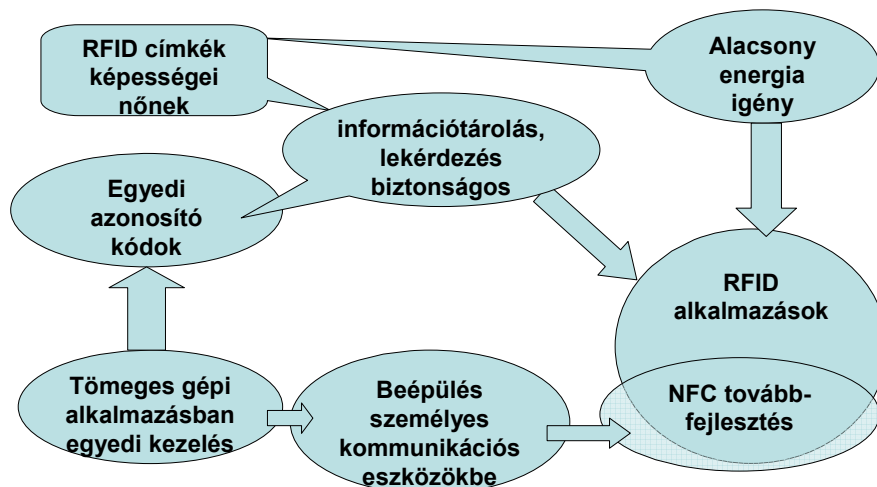 RFID címkék
képességei
nőnek
Alacsony
energia
igény
információtárolás,
lekérdezés
biztonságos
Egyedi
azonosító
kódok
RFID
alkalmazások
Tömeges gépi
alkalmazásban
egyedi kezelés
Beépülés
személyes
kommunikációs
eszközökbe
NFC tovább-
fejlesztés